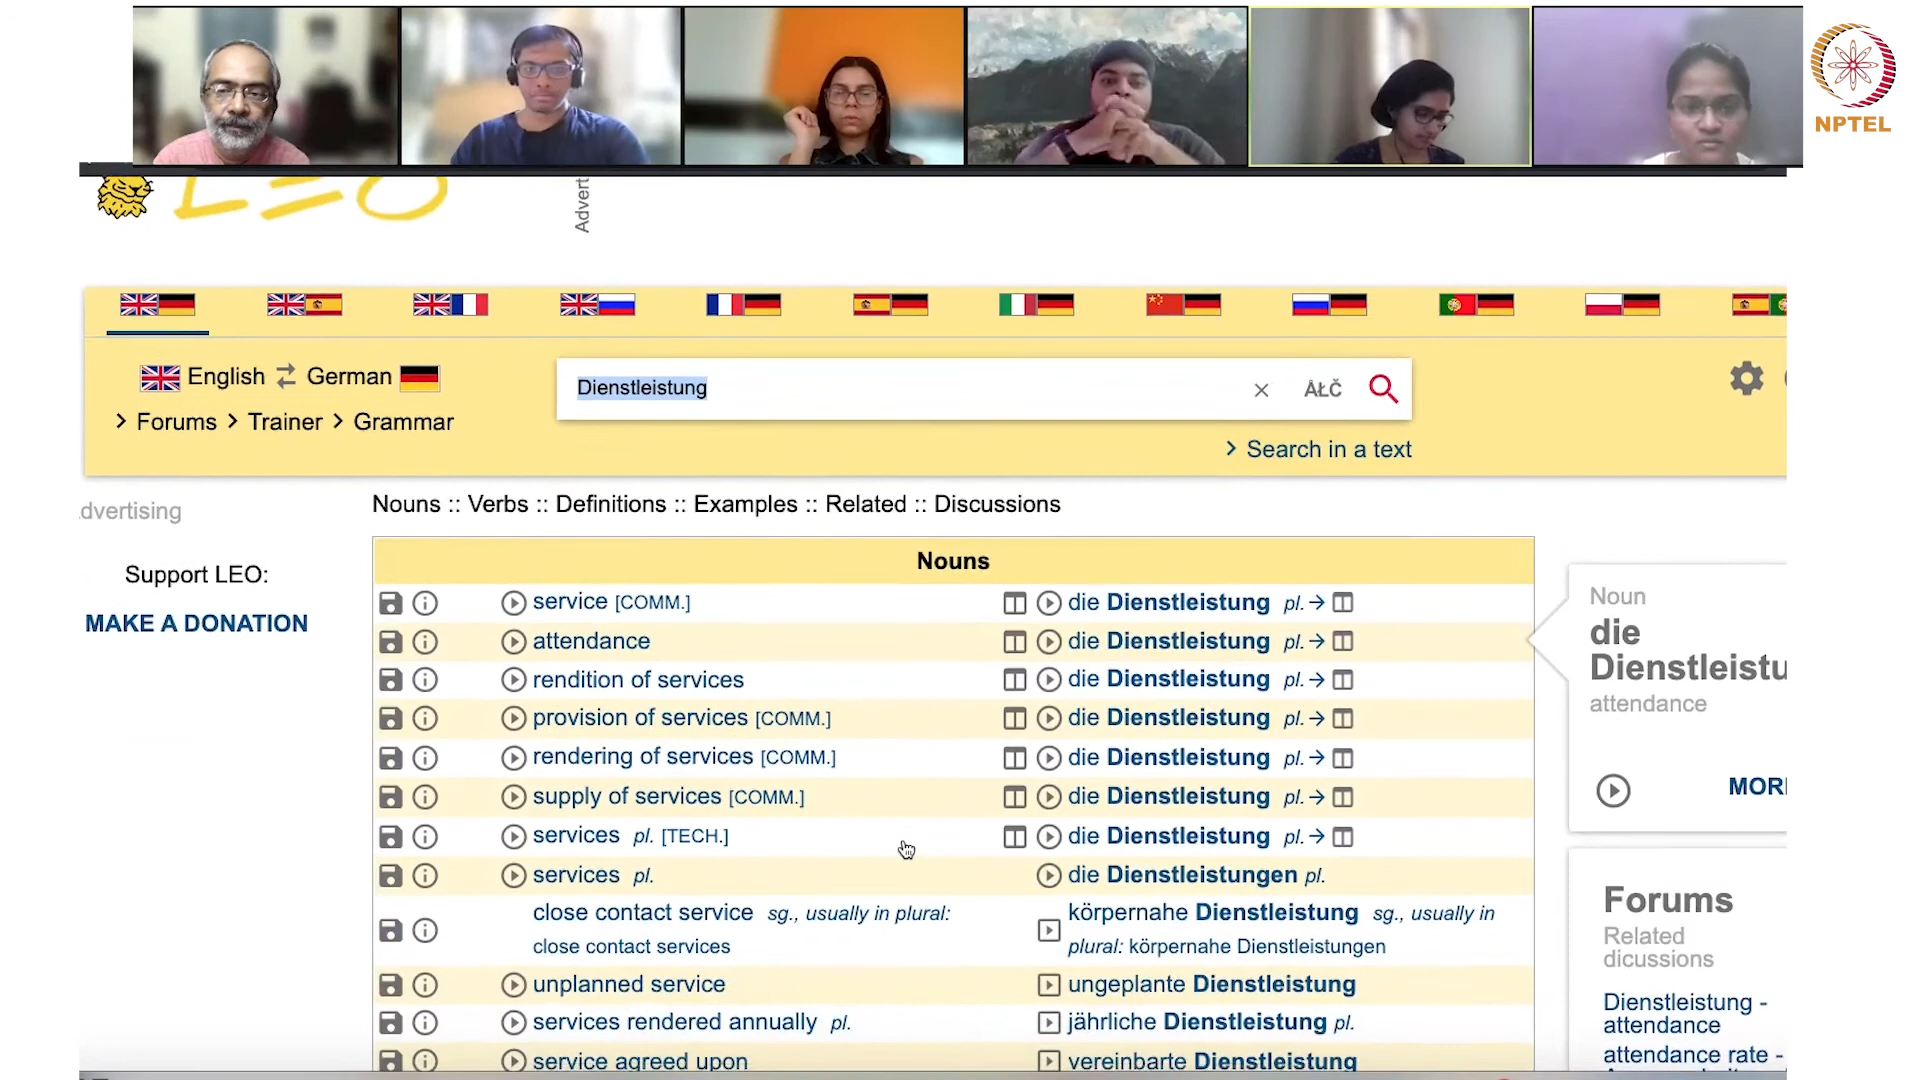 NPTEL
LEO
Advert
English German
Forums Trainer Grammar
Dienstleistung
ÀŁČ
Search in a text
dvertising
Support LEO:
MAKE A DONATION
Nouns :: Verbs :: Definitions :: Examples :: Related :: Discussions
Nouns
service [COMM.] die Dienstleistung pl.
attendance die Dienstleistung pl.
rendition of services die Dienstleistung pl.
provision of services [COMM.] die Dienstleistung pl.
rendering of services [COMM.] die Dienstleistung pl.
supply of services [COMM.] die Dienstleistung pl.
services pl. [TECH.] die Dienstleistung pl.
services pl. die Dienstleistungen pl.
close contact service sg., usually in plural: körpernahe Dienstleistung sg., usually in
close contact services plural: körpernahe Dienstleistungen
unplanned service ungeplante Dienstleistung
services rendered annually pl. jährliche Dienstleistung pl.
service agreed upon vereinbarte Dienstleistung
Noun
die
Dienstleistu
attendance
MORE
Forums
Related
dicussions
Dienstleistung -
attendance
attendance rate -